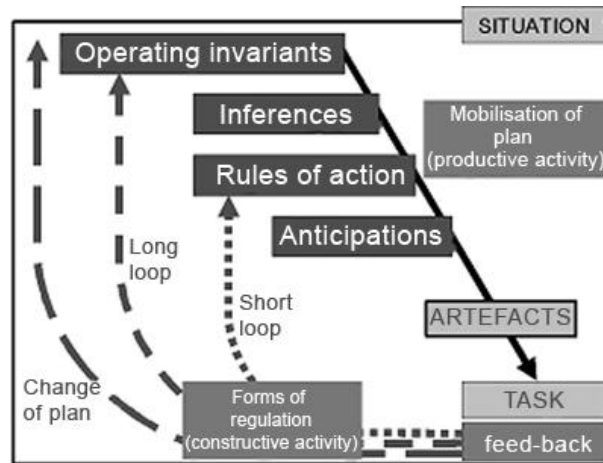 SITUATION
Operating invariants
Inferences
Mobilisation of
plan
(productive activity)
Rules of action
Anticipations
Long
loop
Short
loop
ARTEFACTS
Change
of plan
Forms of
regulation
(constructive activity)
TASK
feed-back